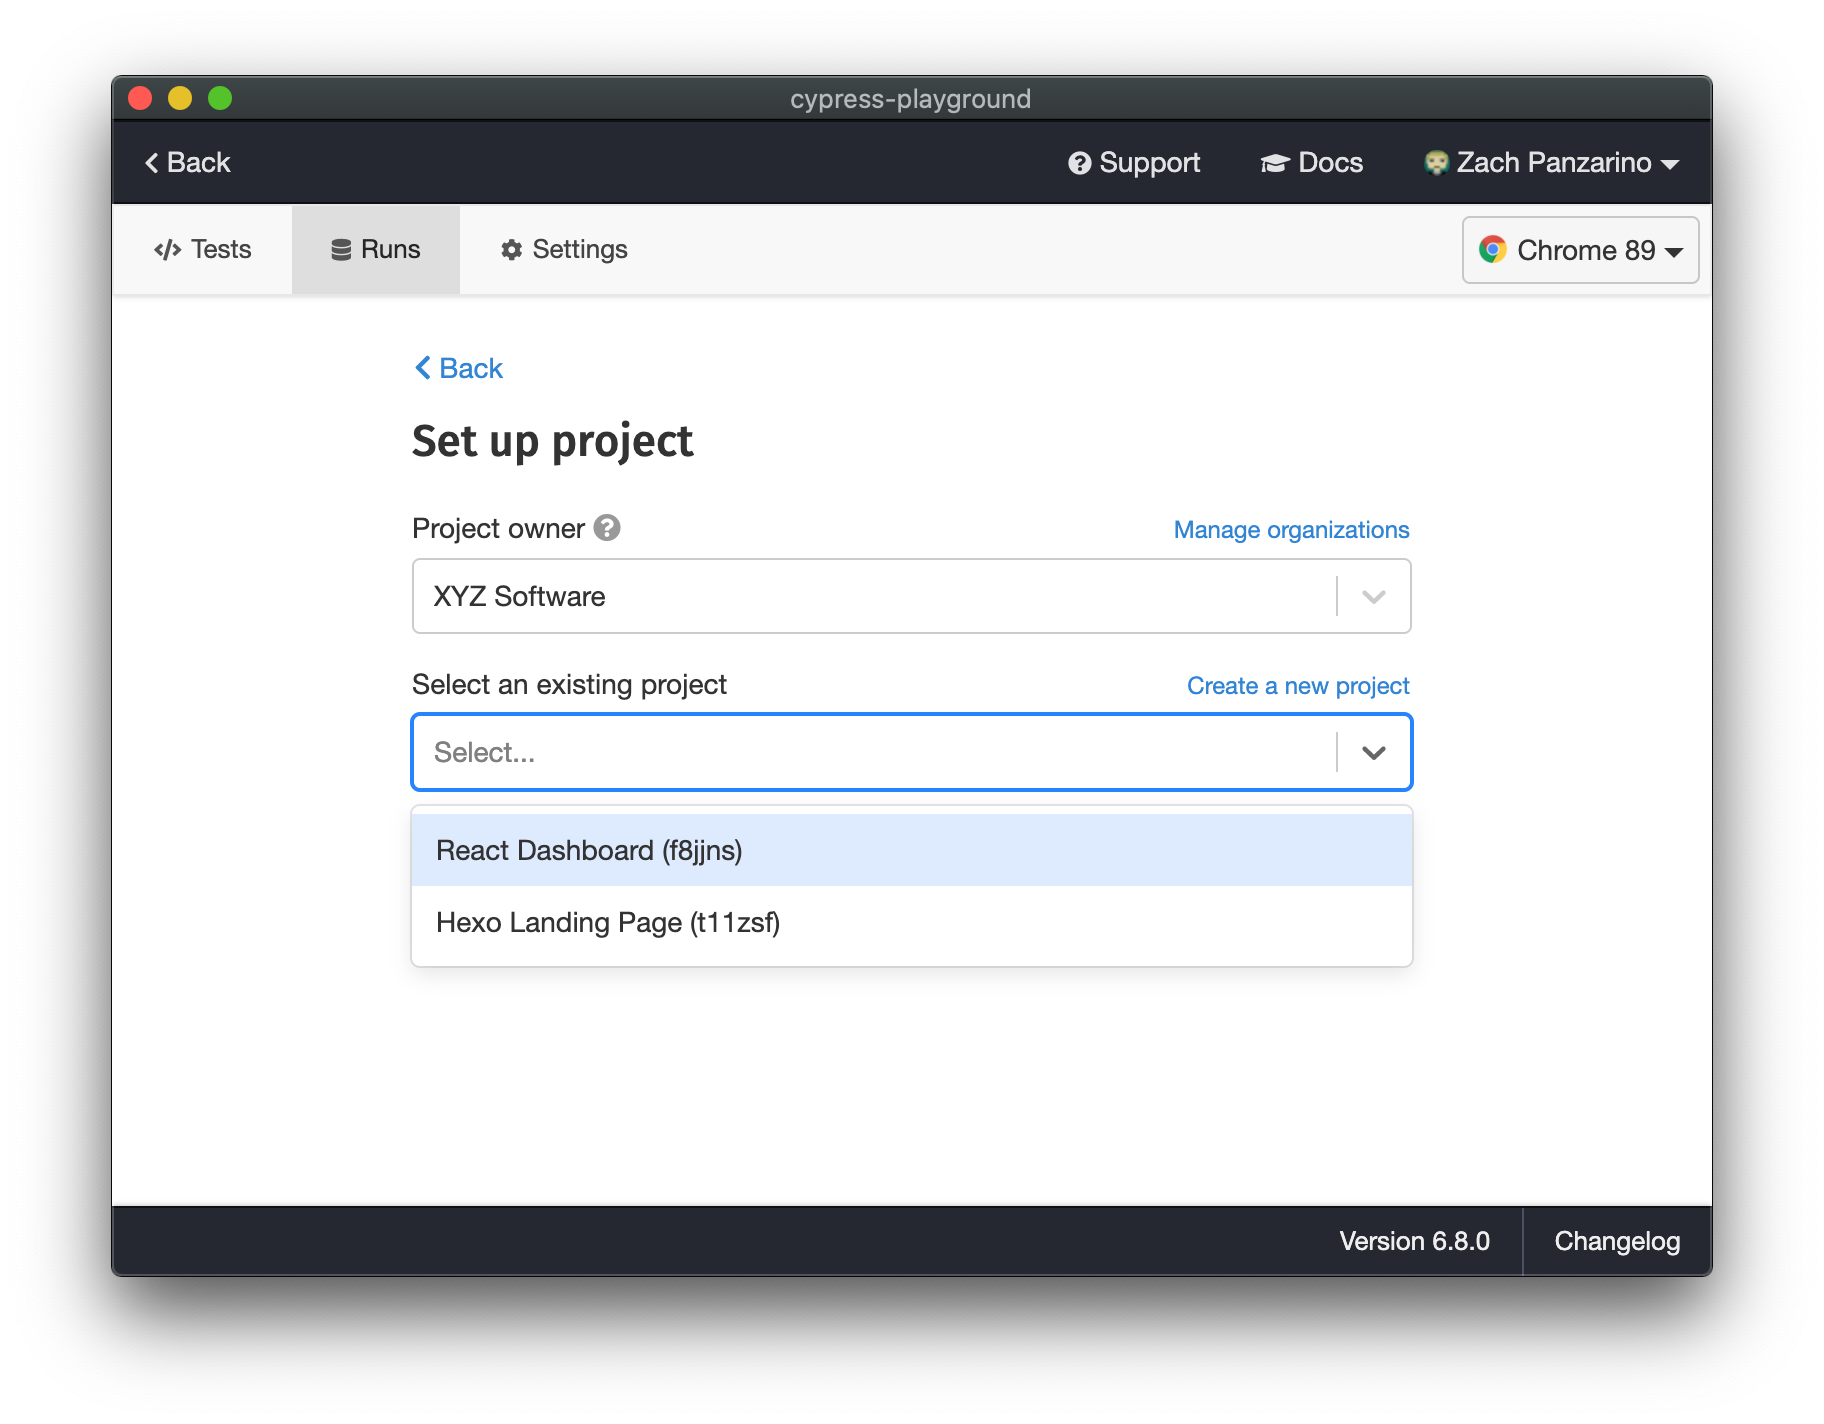 cypress-playground
Back Support Docs Zach Panzarino
Tests Runs Settings Chrome 89
Back
Set up project
Project owner Manage organizations
XYZ Software
Select an existing project Create a new project
Select...
React Dashboard (f8jjns)
Hexo Landing Page (t11zsf)
Version 6.8.0 Changelog